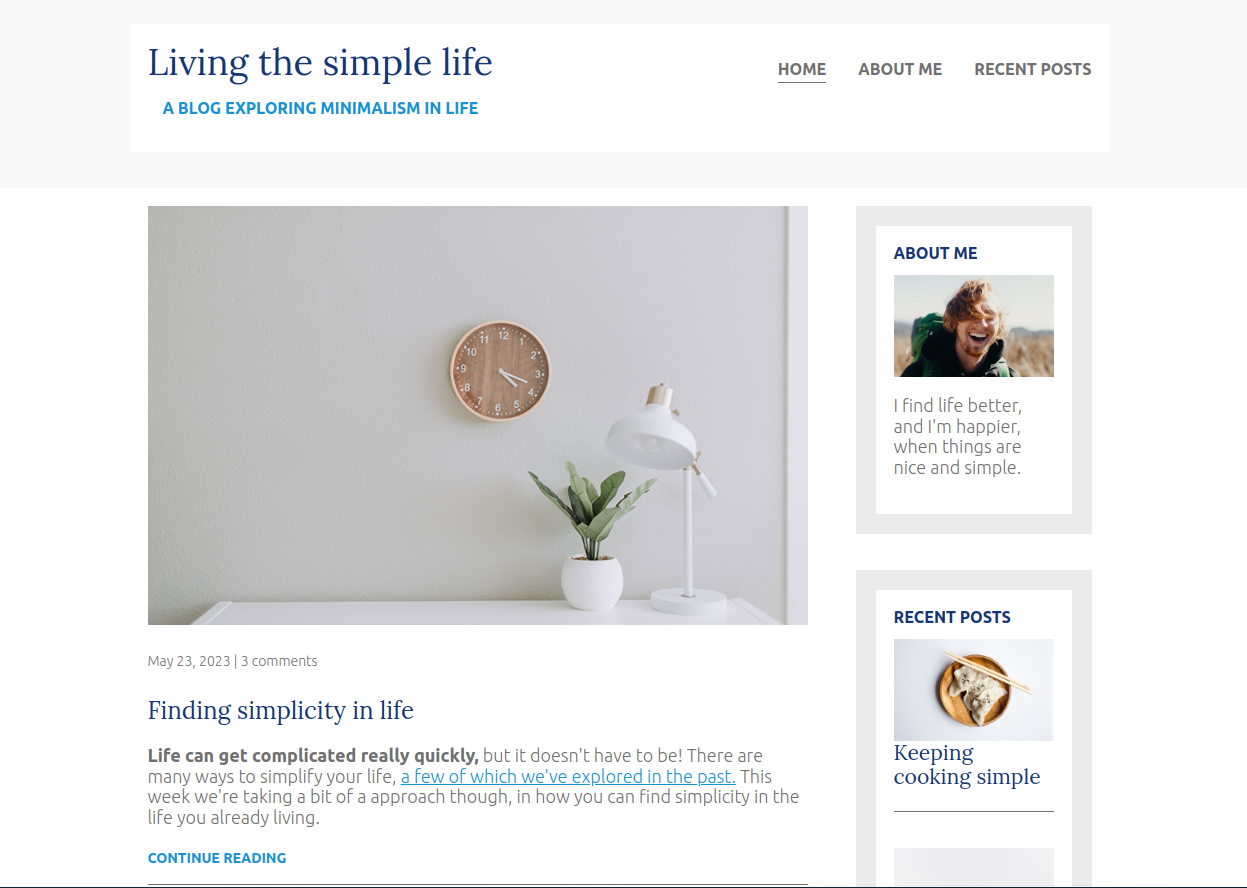 Living the simple life
HOME ABOUT ME RECENT POSTS
A BLOG EXPLORING MINIMALISM IN LIFE
12
1
2
3
4
5
6
7
8
9
10
11
May 23, 2023 | 3 comments
Finding simplicity in life
Life can get complicated really quickly, but it doesn't have to be! There are
many ways to simplify your life, a few of which we've explored in the past. This
week we're taking a bit of a approach though, in how you can find simplicity in the
life you already living.
CONTINUE READING
ABOUT ME
I find life better,
and I'm happier,
when things are
nice and simple.
RECENT POSTS
Keeping
cooking simple